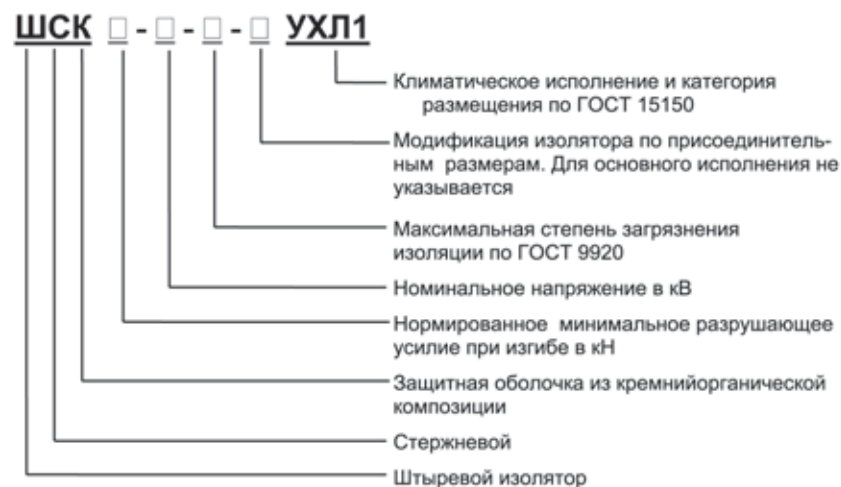 ШСК □ - □ - □ - □ УХЛ1
Климатическое исполнение и категория
размещения по ГОСТ 15150
Модификация изолятора по присоединитель-
ным размерам. Для основного исполнения не
указывается
Максимальная степень загрязнения
изоляции по ГОСТ 9920
Номинальное напряжение в кВ
Нормированное минимальное разрушающее
усилие при изгибе в кН
Защитная оболочка из кремнийорганической
композиции
Стержневой
Штыревой изолятор